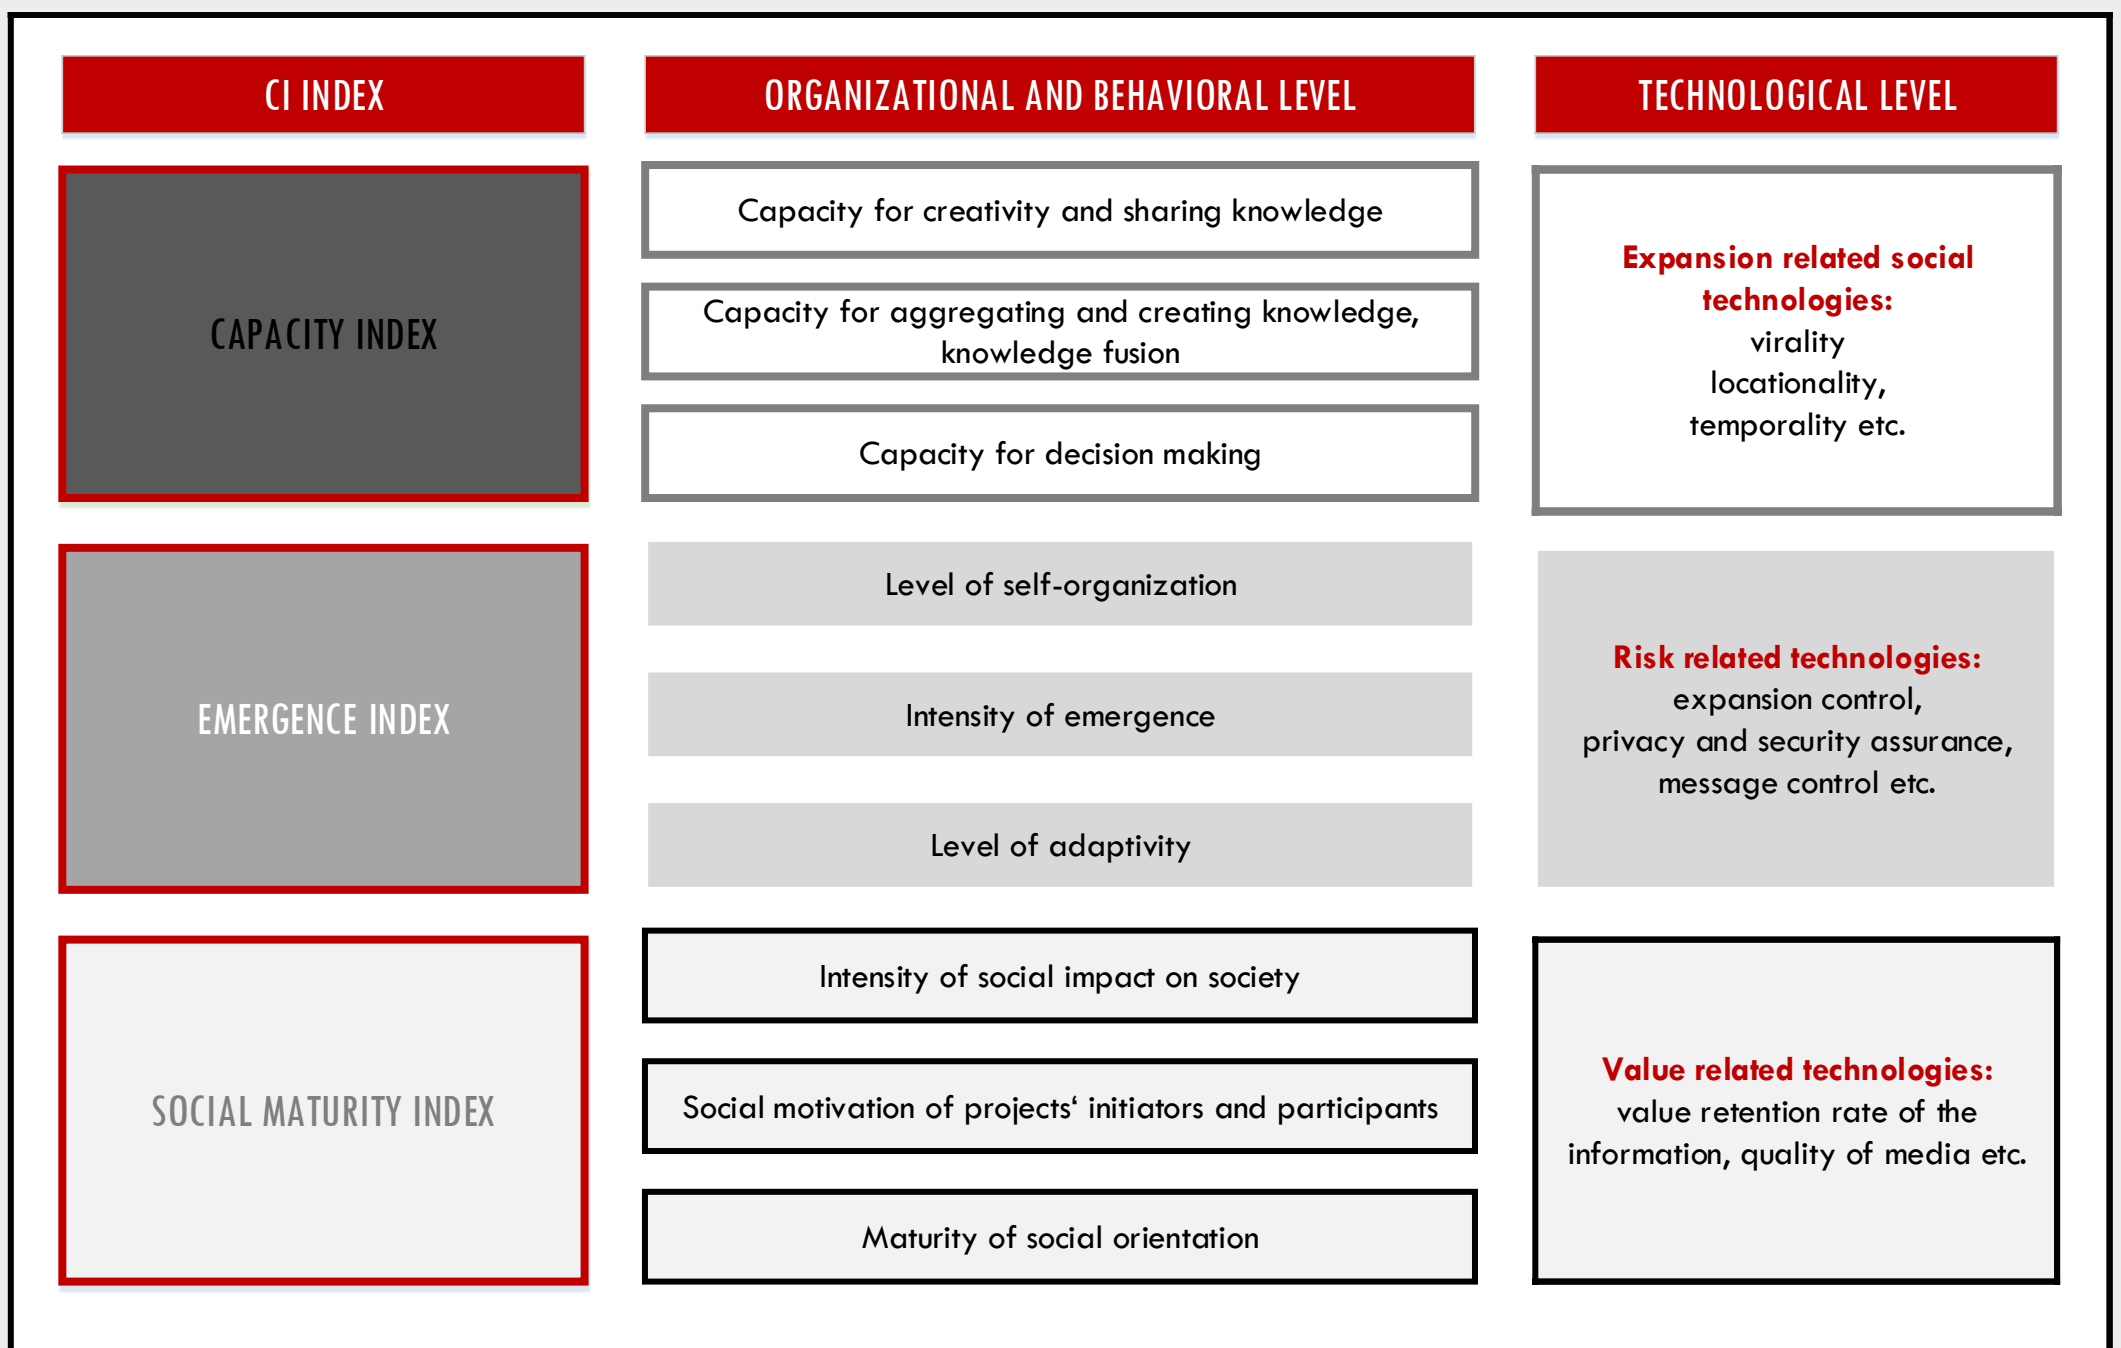 CI INDEX
ORGANIZATIONAL AND BEHAVIORAL LEVEL
TECHNOLOGICAL LEVEL
CAPACITY INDEX
Capacity for creativity and sharing knowledge
Capacity for aggregating and creating knowledge,
knowledge fusion
Capacity for decision making
Expansion related social
technologies:
virality
locationality,
temporality etc.
EMERGENCE INDEX
Level of self-organization
Intensity of emergence
Level of adaptivity
Risk related technologies:
expansion control,
privacy and security assurance,
message control etc.
SOCIAL MATURITY INDEX
Intensity of social impact on society
Social motivation of projects‘ initiators and participants
Maturity of social orientation
Value related technologies:
value retention rate of the
information, quality of media etc.